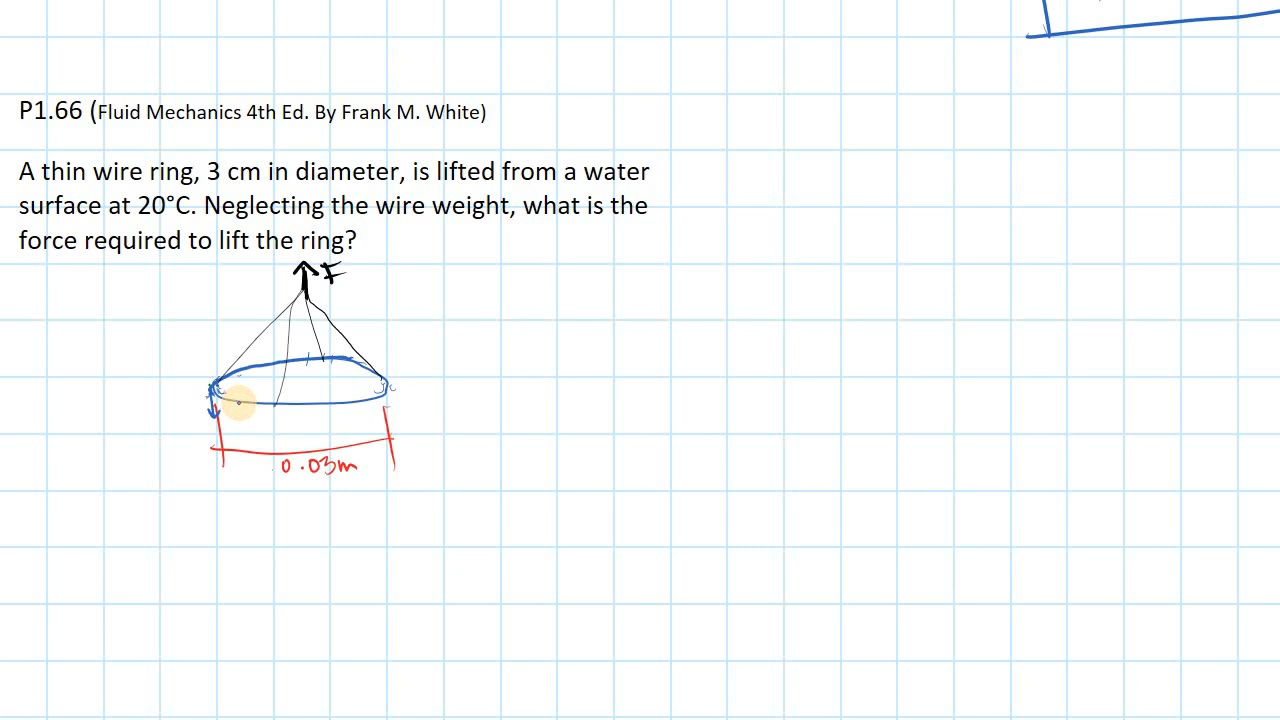 P1.66 (Fluid Mechanics 4th Ed. By Frank M. White)
A thin wire ring, 3 cm in diameter, is lifted from a water
surface at 20°C. Neglecting the wire weight, what is the
force required to lift the ring?
F
0.03m